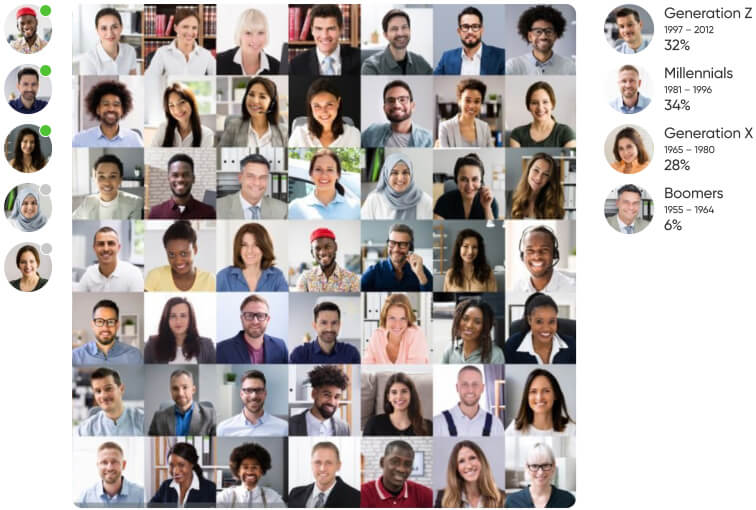 Generation Z
1997 – 2012
32%
Millennials
1981 – 1996
34%
Generation X
1965 – 1980
28%
Boomers
1955 – 1964
6%